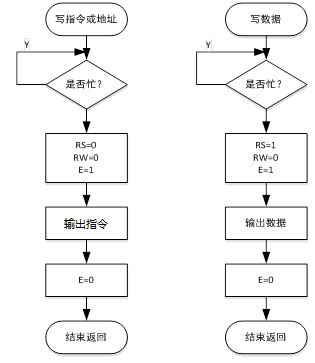 写指令或地址
Y
是否忙?
RS=0
RW=0
E=1
输出指令
E=0
结束返回
写数据
Y
是否忙?
RS=1
RW=0
E=1
输出数据
E=0
结束返回